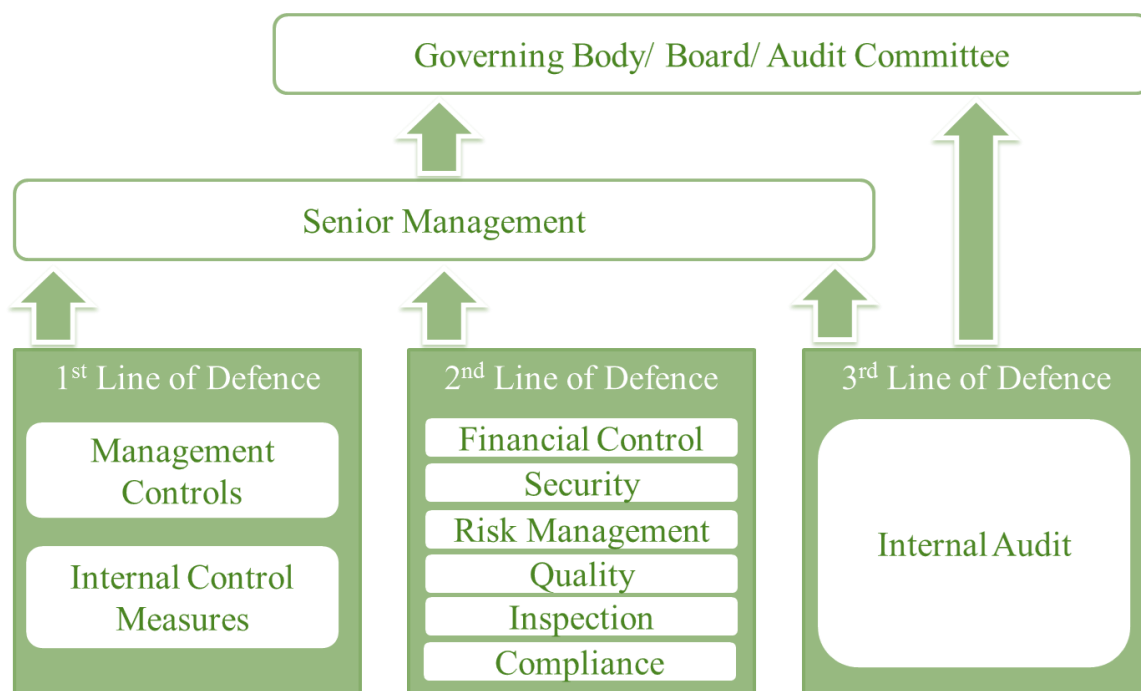 Governing Body/ Board/ Audit Committee
Senior Management
1st Line of Defence
Management
Controls
Internal Control
Measures
2nd Line of Defence
Financial Control
Security
Risk Management
Quality
Inspection
Compliance
3rd Line of Defence
Internal Audit